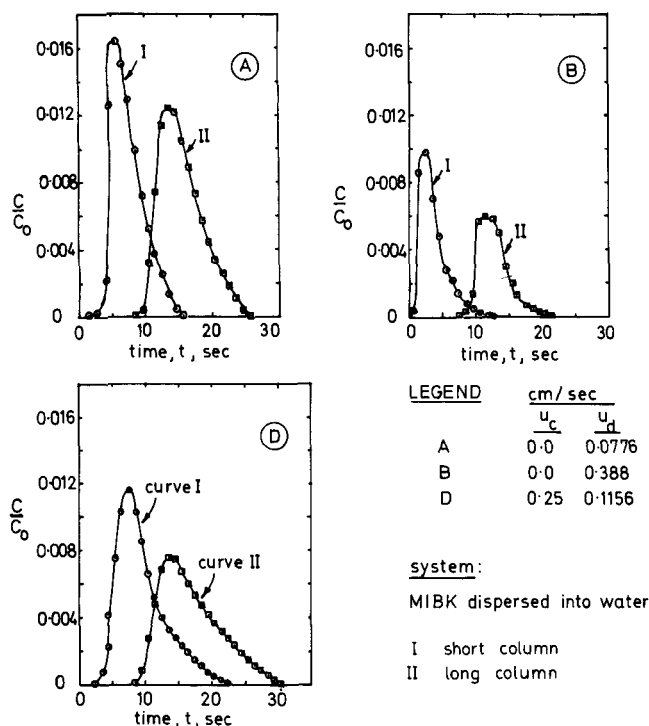 0·016
0·012
0·008
0·004
0
C/C₀
I
II
A
0 10 20 30
time, t, sec
0·016
0·012
0·008
0·004
0
C/C₀
I
II
B
0 10 20 30
time, t, sec
0·016
0·012
0·008
0·004
0
C/C₀
curve I
curve II
D
0 10 20 30
time, t, sec
LEGEND cm/sec
u_c u_d
A 0·0 0·0776
B 0·0 0·388
D 0·25 0·1156
system:
MIBK dispersed into water
I short column
II long column